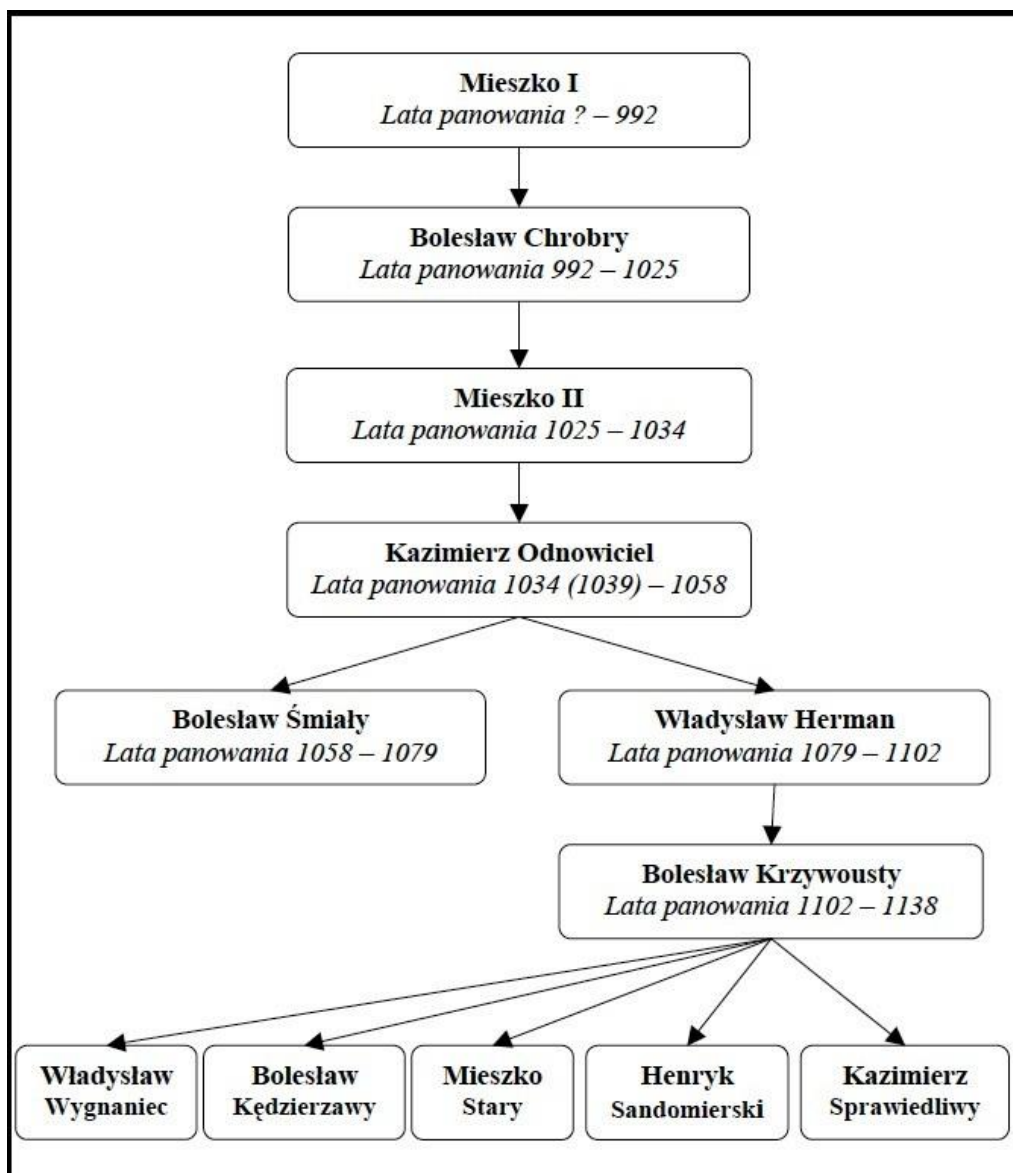 Mieszko I
Lata panowania ? – 992
Bolesław Chrobry
Lata panowania 992 – 1025
Mieszko II
Lata panowania 1025 – 1034
Kazimierz Odnowiciel
Lata panowania 1034 (1039) – 1058
Bolesław Śmiały
Lata panowania 1058 – 1079
Władysław Herman
Lata panowania 1079 – 1102
Bolesław Krzywousty
Lata panowania 1102 – 1138
Władysław
Wygnaniec
Bolesław
Kędzierzawy
Mieszko
Stary
Henryk
Sandomierski
Kazimierz
Sprawiedliwy